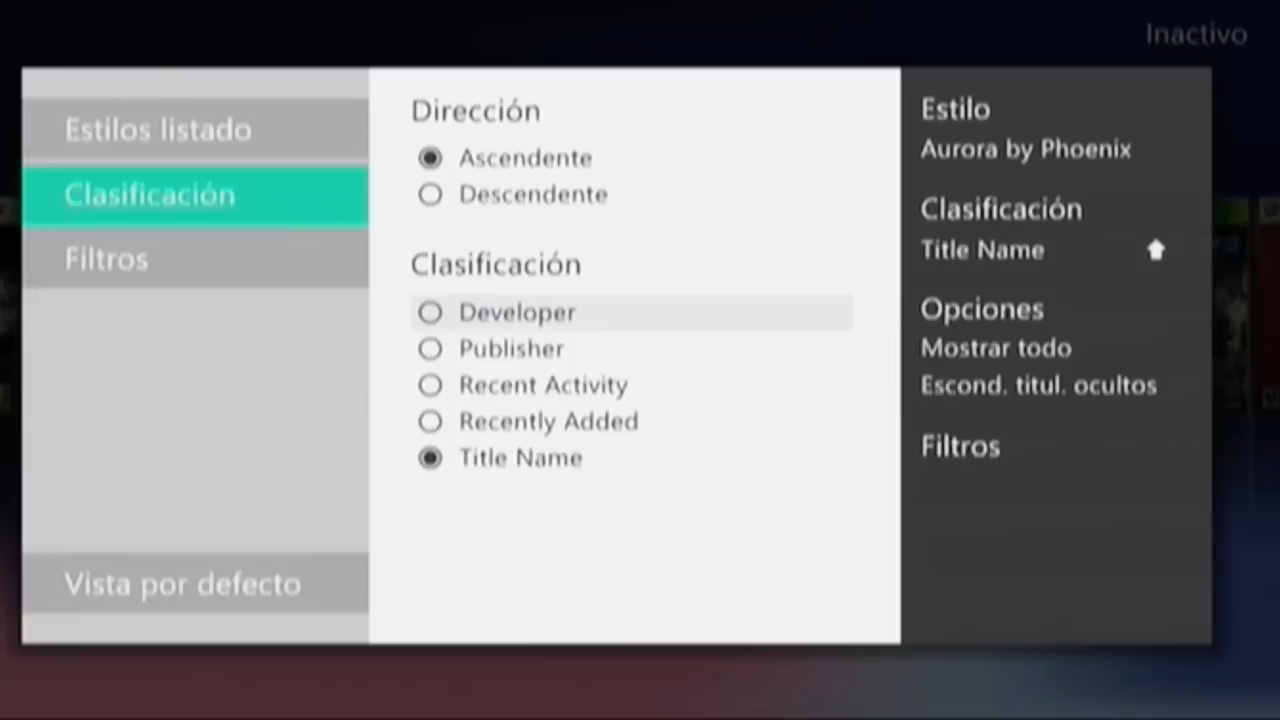 Inactivo
Estilos listado
Clasificación
Filtros
Vista por defecto
Dirección
Ascendente
Descendente
Clasificación
Developer
Publisher
Recent Activity
Recently Added
Title Name
Estilo
Aurora by Phoenix
Clasificación
Title Name
Opciones
Mostrar todo
Escond. titul. ocultos
Filtros